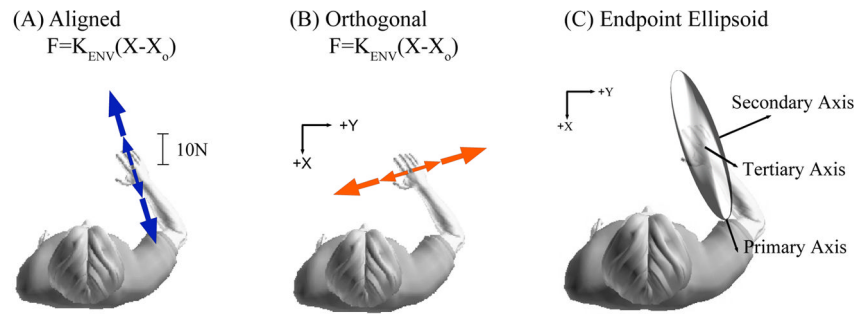 (A) Aligned
F=K_ENV(X-X_o)
10N
(B) Orthogonal
F=K_ENV(X-X_o)
+Y
+X
(C) Endpoint Ellipsoid
+Y
+X
Secondary Axis
Tertiary Axis
Primary Axis